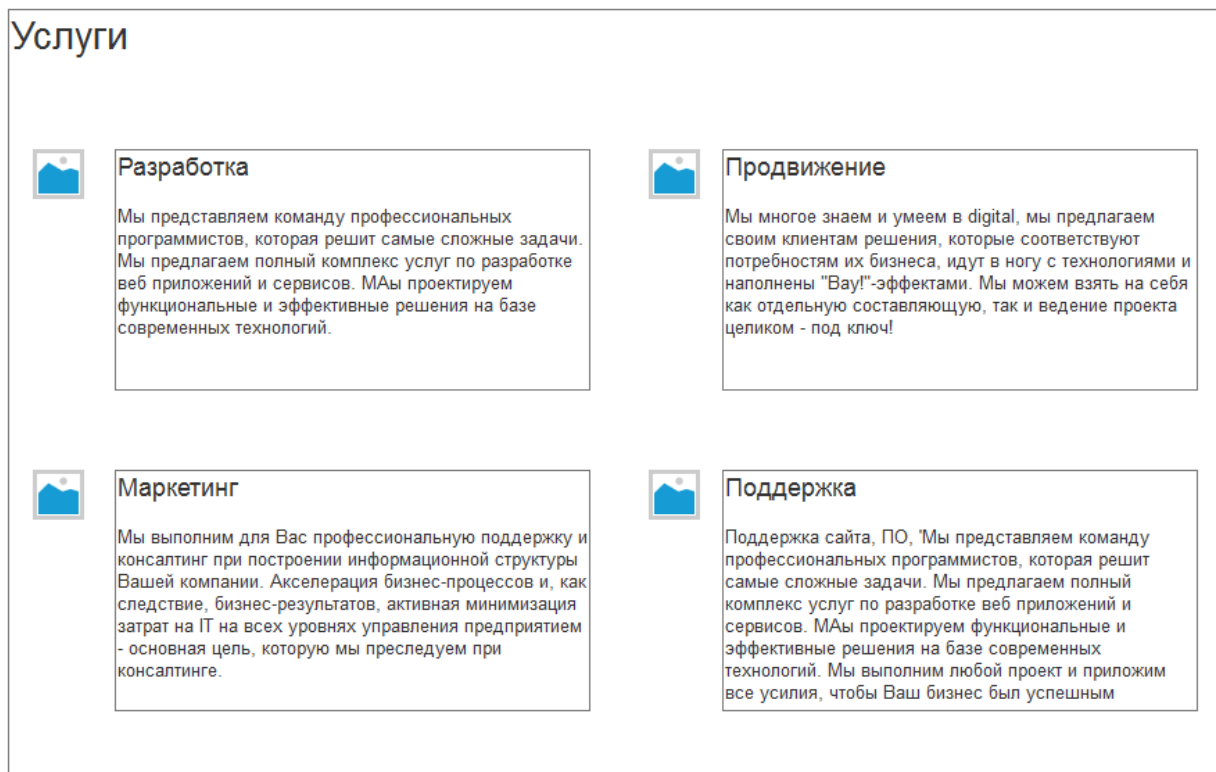 Услуги
Разработка
Мы представляем команду профессиональных
программистов, которая решит самые сложные задачи.
Мы предлагаем полный комплекс услуг по разработке
веб приложений и сервисов. МАы проектируем
функциональные и эффективные решения на базе
современных технологий.
Продвижение
Мы многое знаем и умеем в digital, мы предлагаем
своим клиентам решения, которые соответствуют
потребностям их бизнеса, идут в ногу с технологиями и
наполнены "Вау!"-эффектами. Мы можем взять на себя
как отдельную составляющую, так и ведение проекта
целиком - под ключ!
Маркетинг
Мы выполним для Вас профессиональную поддержку и
консалтинг при построении информационной структуры
Вашей компании. Акселерация бизнес-процессов и, как
следствие, бизнес-результатов, активная минимизация
затрат на IT на всех уровнях управления предприятием
- основная цель, которую мы преследуем при
консалтинге.
Поддержка
Поддержка сайта, ПО, 'Мы представляем команду
профессиональных программистов, которая решит
самые сложные задачи. Мы предлагаем полный
комплекс услуг по разработке веб приложений и
сервисов. МАы проектируем функциональные и
эффективные решения на базе современных
технологий. Мы выполним любой проект и приложим
все усилия, чтобы Ваш бизнес был успешным